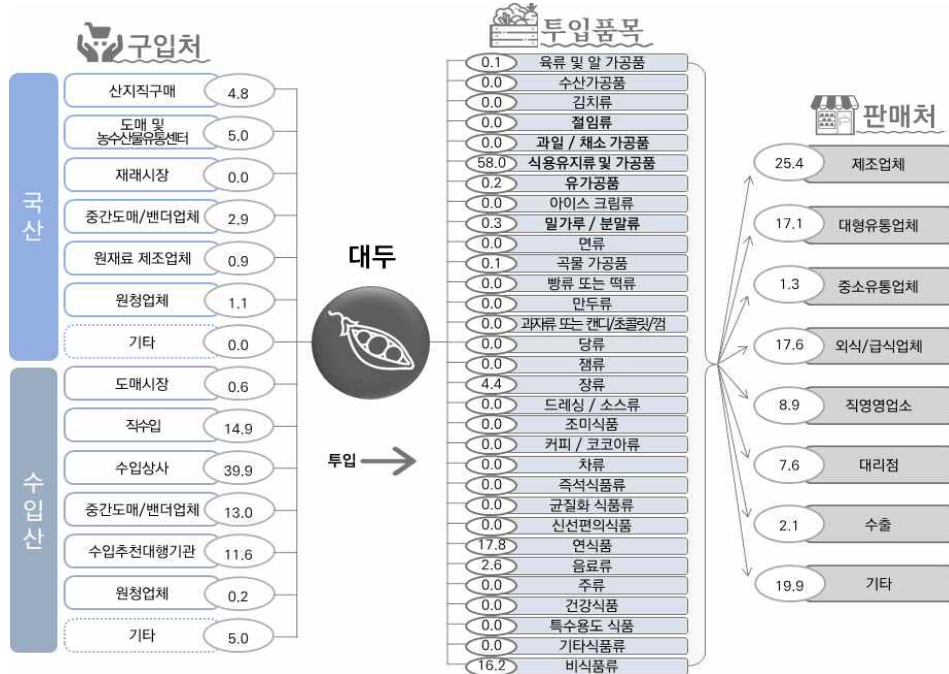 구입처
국산
산지직구매 4.8
도매 및
농수산물유통센터 5.0
재래시장 0.0
중간도매/밴더업체 2.9
원재료 제조업체 0.9
원청업체 1.1
기타 0.0
수입산
도매시장 0.6
직수입 14.9
수입상사 39.9
중간도매/밴더업체 13.0
수입추천대행기관 11.6
원청업체 0.2
기타 5.0
대두
투입
투입품목
0.1 육류 및 알 가공품
0.0 수산가공품
0.0 김치류
0.0 절임류
0.0 과일 / 채소 가공품
58.0 식용유지류 및 가공품
0.2 유가공품
0.0 아이스 크림류
0.3 밀가루 / 분말류
0.0 면류
0.1 곡물 가공품
0.0 빵류 또는 떡류
0.0 만두류
0.0 과자류 또는 캔디/초콜릿/껌
0.0 당류
0.0 잼류
4.4 장류
0.0 드레싱 / 소스류
0.0 조미식품
0.0 커피 / 코코아류
0.0 차류
0.0 즉석식품류
0.0 균질화 식품류
0.0 신선편의식품
17.8 연식품
2.6 음료류
0.0 주류
0.0 건강식품
0.0 특수용도 식품
0.0 기타식품류
16.2 비식품류
판매처
25.4 제조업체
17.1 대형유통업체
1.3 중소유통업체
17.6 외식/급식업체
8.9 직영영업소
7.6 대리점
2.1 수출
19.9 기타